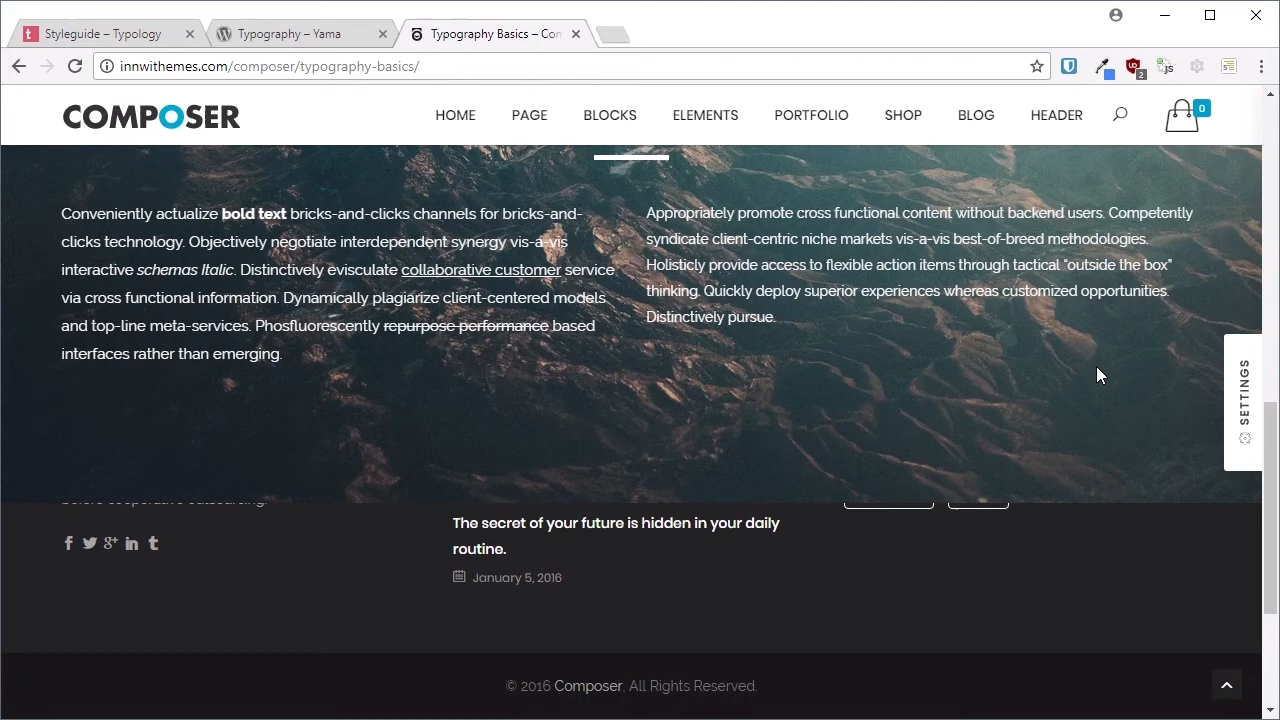 Styleguide – Typology
Typography – Yama
Typography Basics – Con
innwithemes.com/composer/typography-basics/
2
js
COMPOSER
HOME
PAGE
BLOCKS
ELEMENTS
PORTFOLIO
SHOP
BLOG
HEADER
0
Conveniently actualize bold text bricks-and-clicks channels for bricks-and-
clicks technology. Objectively negotiate interdependent synergy vis-a-vis
interactive schemas Italic. Distinctively evisculate collaborative customer service
via cross functional information. Dynamically plagiarize client-centered models
and top-line meta-services. Phosfluorescently repurpose performance based
interfaces rather than emerging.
Appropriately promote cross functional content without backend users. Competently
syndicate client-centric niche markets vis-a-vis best-of-breed methodologies.
Holisticly provide access to flexible action items through tactical “outside the box”
thinking. Quickly deploy superior experiences whereas customized opportunities.
Distinctively pursue.
SETTINGS
The secret of your future is hidden in your daily
routine.
January 5, 2016
© 2016 Composer. All Rights Reserved.